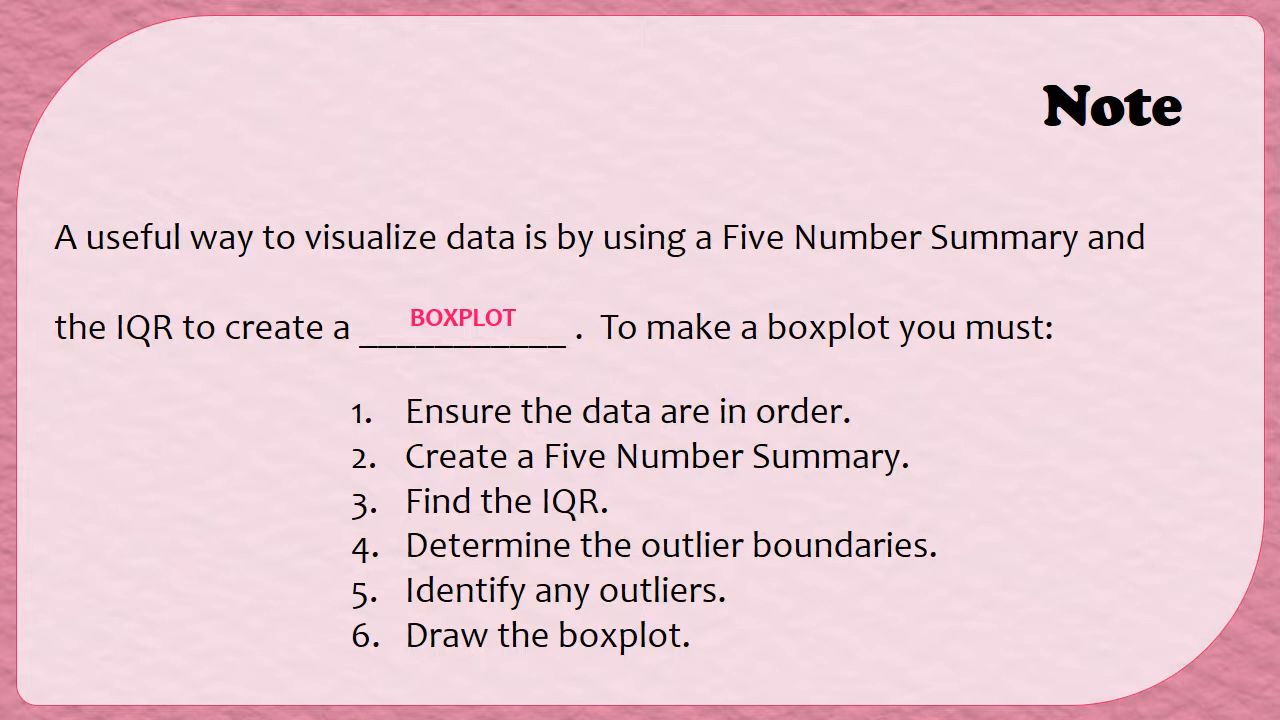 Note
A useful way to visualize data is by using a Five Number Summary and
the IQR to create a ___________ .  To make a boxplot you must:
BOXPLOT
1. Ensure the data are in order.
2. Create a Five Number Summary.
3. Find the IQR.
4. Determine the outlier boundaries.
5. Identify any outliers.
6. Draw the boxplot.